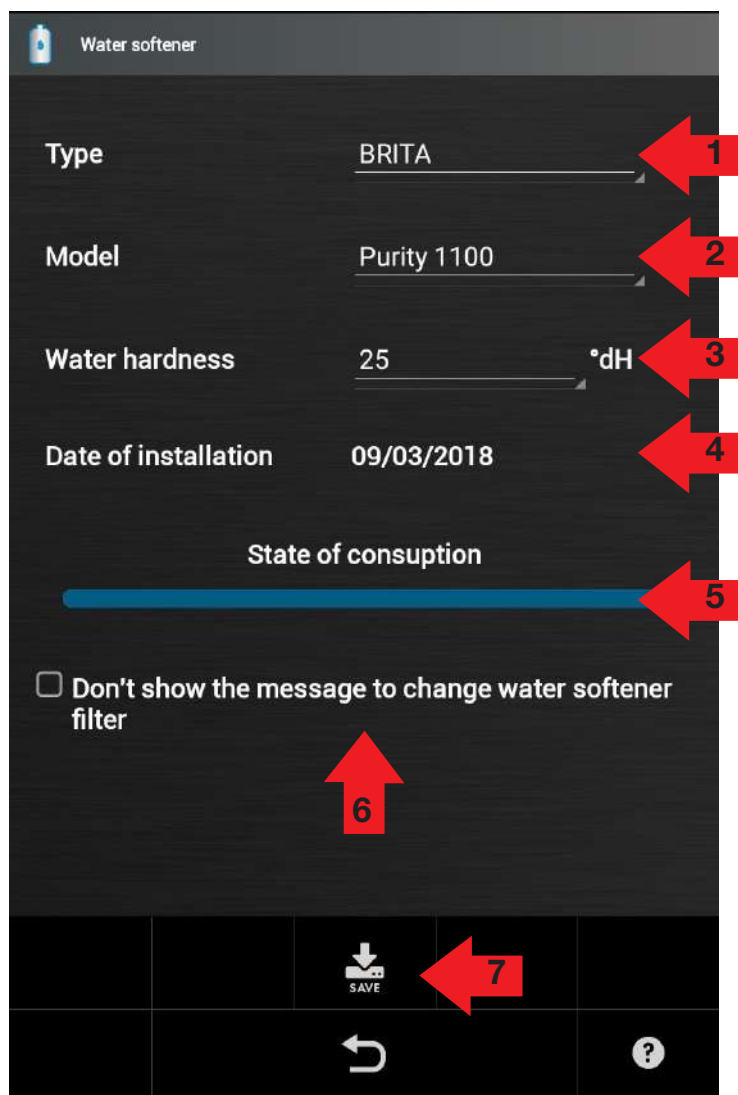 Water softener
Type BRITA 1
Model Purity 1100 2
Water hardness 25 °dH 3
Date of installation 09/03/2018 4
State of consuption
5
Don't show the message to change water softener
filter
6
7
SAVE
?